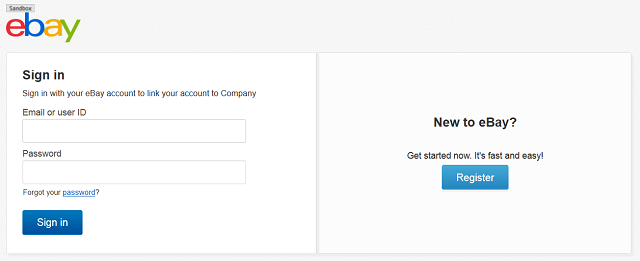 Sandbox
ebay
Sign in
Sign in with your eBay account to link your account to Company
Email or user ID
Password
Forgot your password?
Sign in
New to eBay?
Get started now. It's fast and easy!
Register